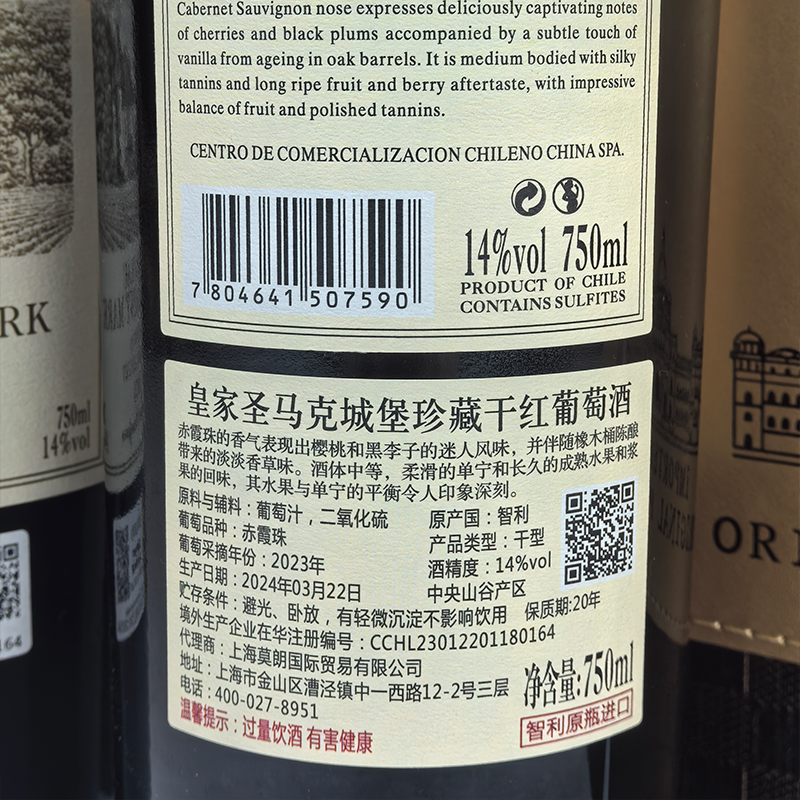 Cabernet Sauvignon nose expresses deliciously captivating notes
of cherries and black plums accompanied by a subtle touch of
vanilla from ageing in oak barrels. It is medium bodied with silky
tannins and long ripe fruit and berry aftertaste, with impressive
balance of fruit and polished tannins.
CENTRO DE COMERCIALIZACION CHILENO CHINA SPA.
14%vol 750ml
PRODUCT OF CHILE
CONTAINS SULFITES
7 804641 507590
皇家圣马克城堡珍藏干红葡萄酒
赤霞珠的香气表现出樱桃和黑李子的迷人风味，并伴随橡木桶陈酿
带来的淡淡香草味。酒体中等，柔滑的单宁和长久的成熟水果和浆
果的回味，其水果与单宁的平衡令人印象深刻。
原料与辅料：葡萄汁，二氧化硫 原产国：智利
葡萄品种：赤霞珠 产品类型：干型
葡萄采摘年份：2023年 酒精度：14%vol
生产日期：2024年03月22日 中央山谷产区
贮存条件：避光、卧放，有轻微沉淀不影响饮用 保质期:20年
境外生产企业在华注册编号：CCHL23012201180164
代理商：上海莫朗国际贸易有限公司
地址：上海市金山区漕泾镇中一西路12-2号三层
电话：400-027-8951
净含量:750ml
温馨提示：过量饮酒 有害健康
智利原瓶进口
RK
750ml
14%vol
164
ORI